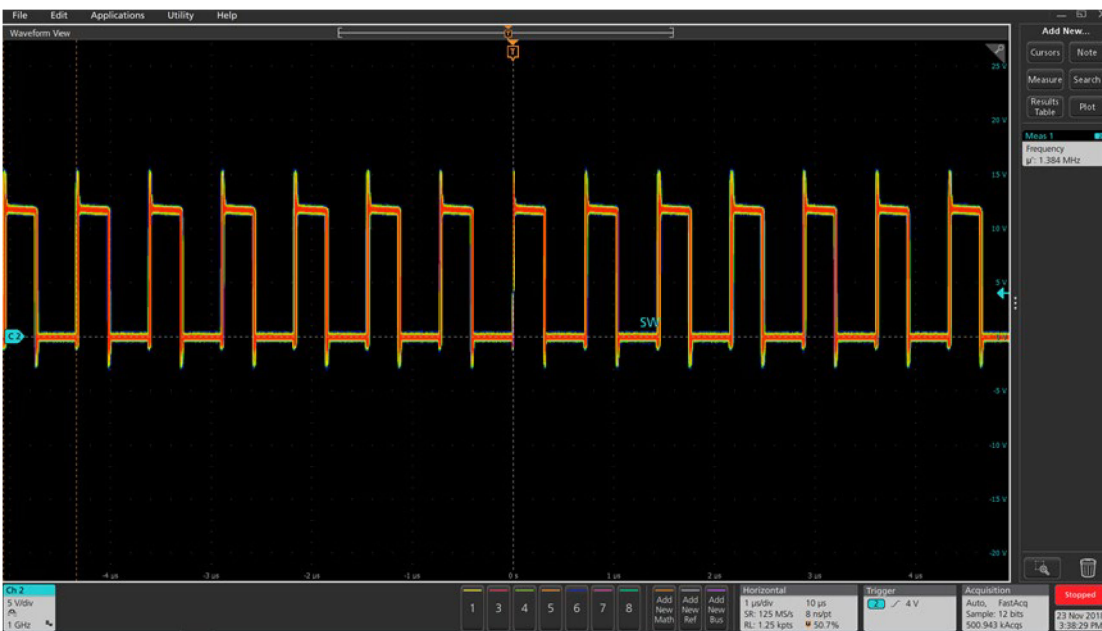 File Edit Applications Utility Help
Waveform View
Add New...
T
T
Cursors Note
Measure Search
Results Table Plot
Meas 1
Frequency
µ': 1.384 MHz
25 V
20 V
15 V
10 V
5 V
SW
C 2
-5 V
-10 V
-15 V
-20 V
-4 µs -3 µs -2 µs -1 µs 0 s 1 µs 2 µs 3 µs 4 µs
Ch 2
5 V/div
1 GHz
1 3 4 5 6 7 8
Add New Math
Add New Ref
Add New Bus
Horizontal
1 µs/div 10 µs
SR: 125 MS/s 8 ns/pt
RL: 1.25 kpts 50.7%
Trigger
2 4 V
Acquisition
Auto, FastAcq
Sample: 12 bits
500.943 kAcqs
Stopped
3:38:29 PM